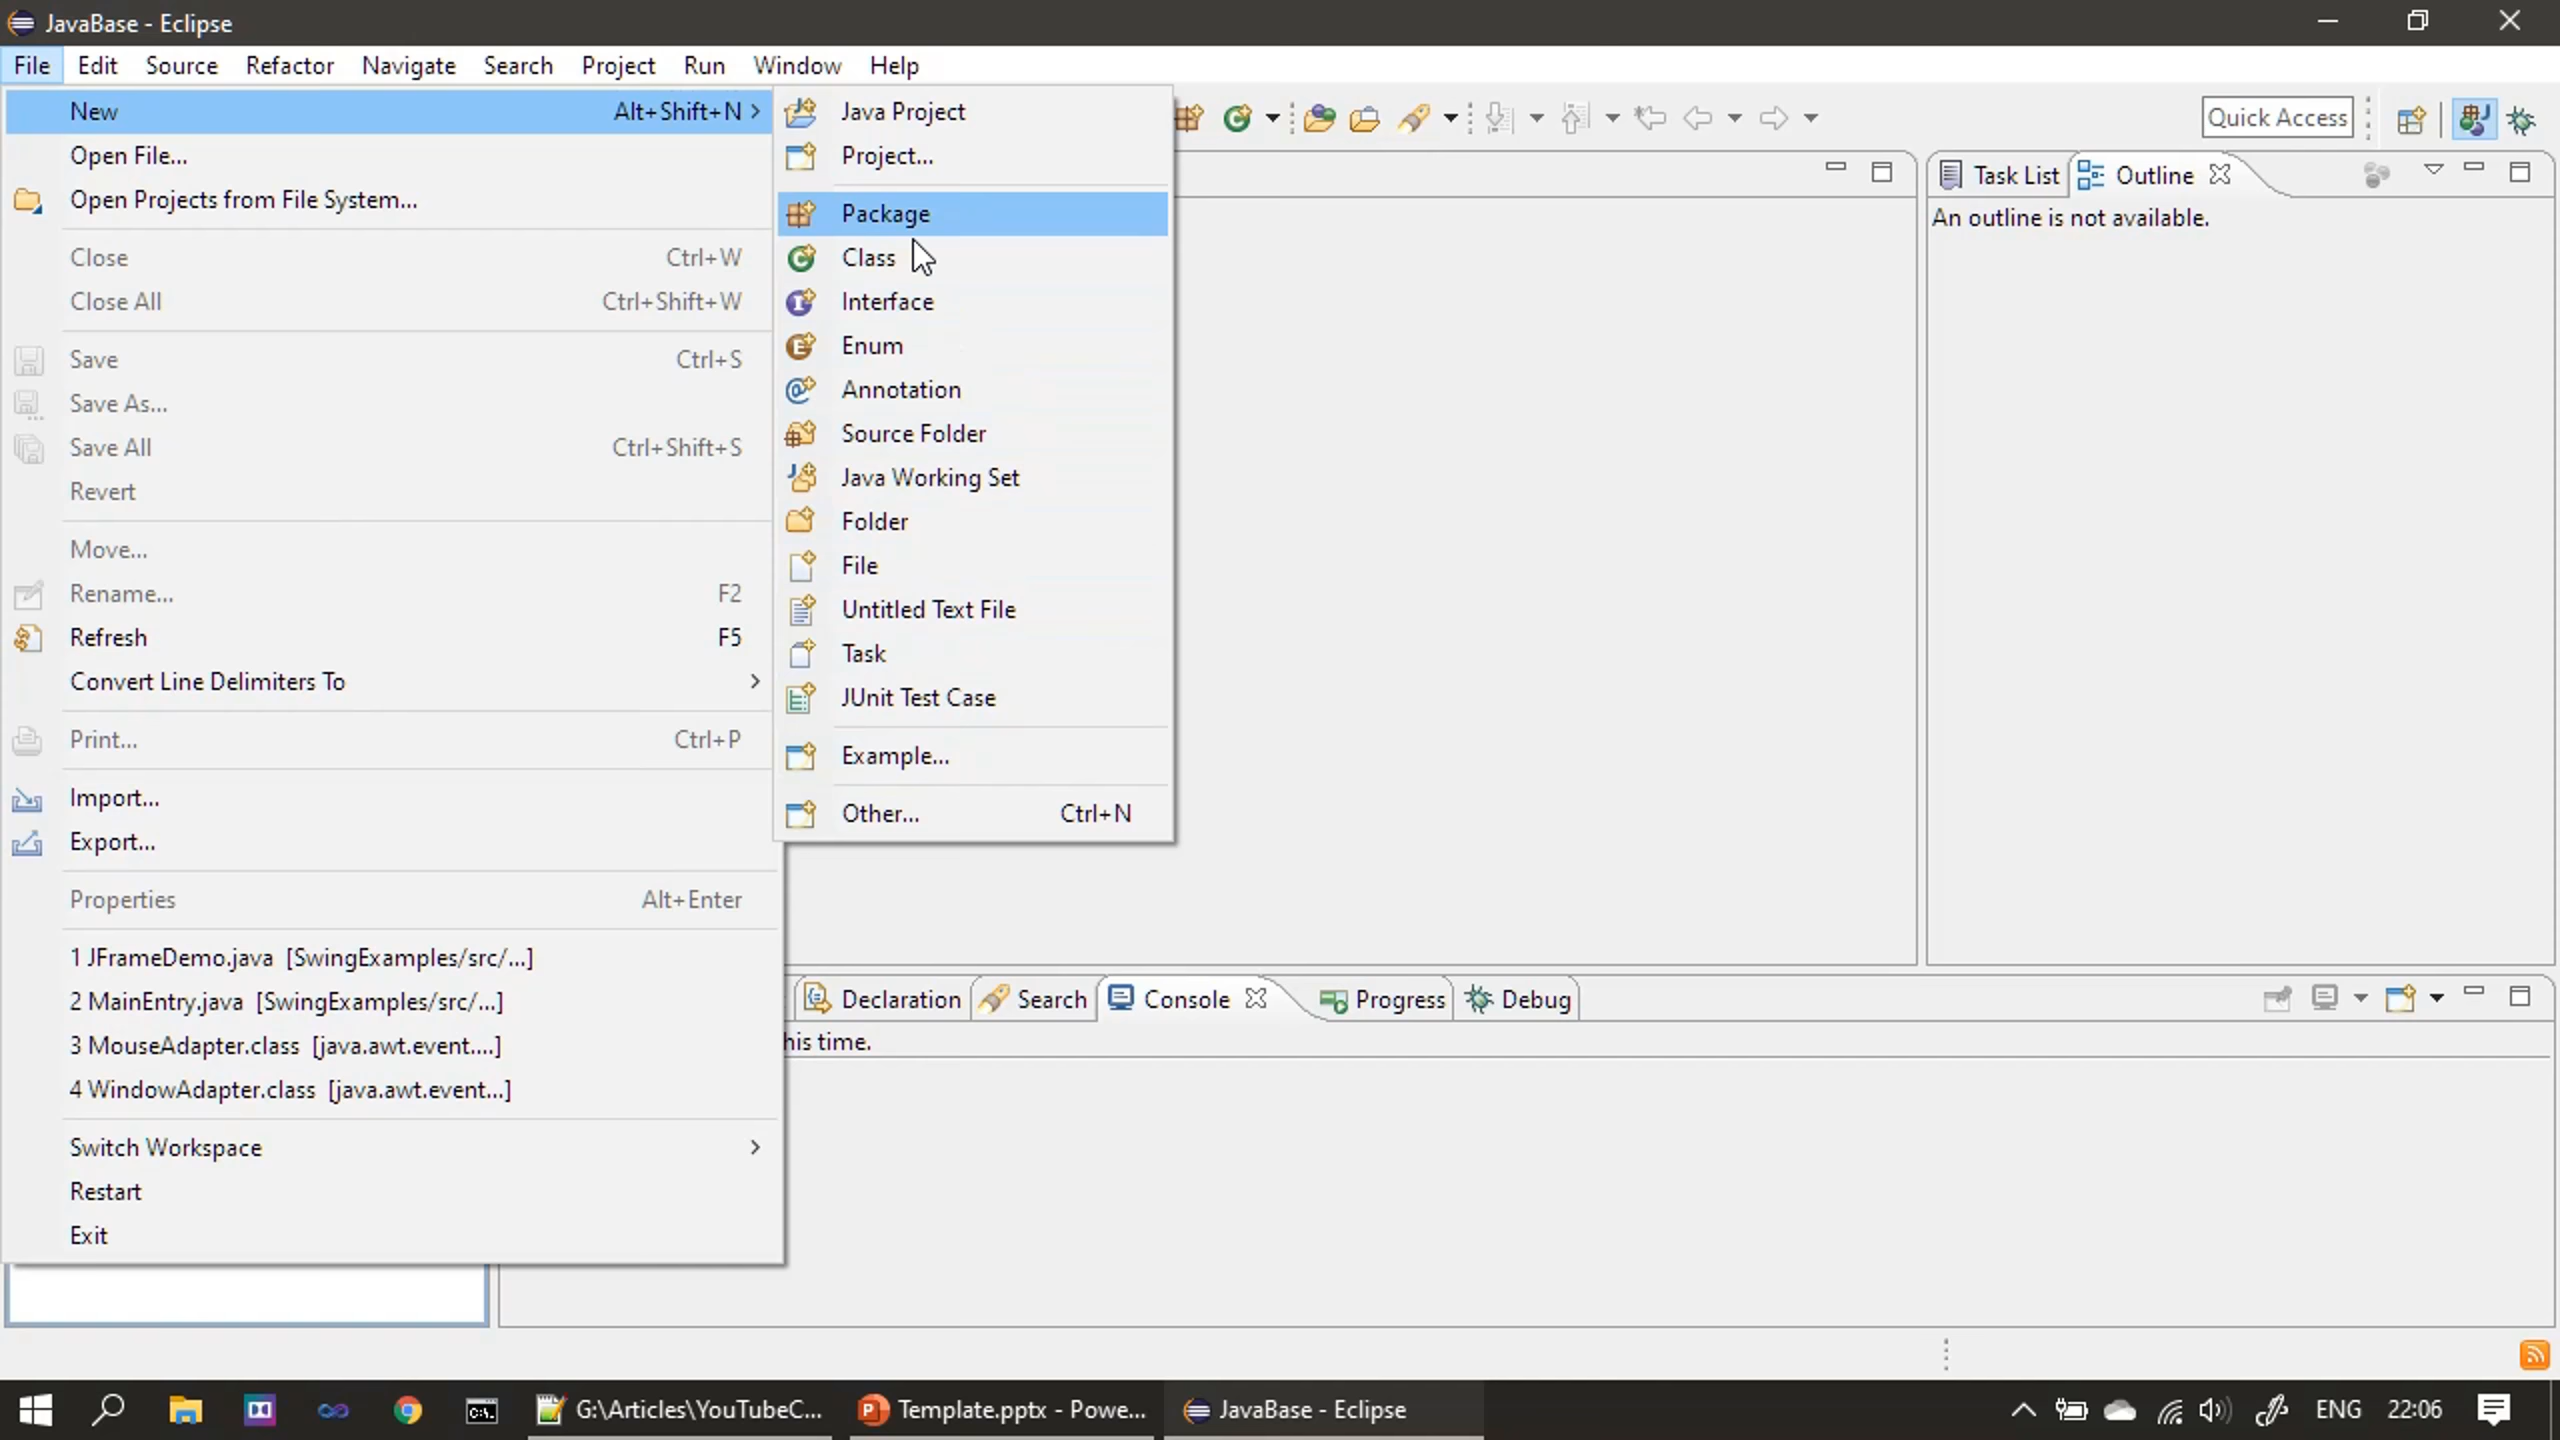 JavaBase - Eclipse
File Edit Source Refactor Navigate Search Project Run Window Help
New Alt+Shift+N
Open File...
Open Projects from File System...
Close Ctrl+W
Close All Ctrl+Shift+W
Save Ctrl+S
Save As...
Save All Ctrl+Shift+S
Revert
Move...
Rename... F2
Refresh F5
Convert Line Delimiters To
Print... Ctrl+P
Import...
Export...
Properties Alt+Enter
1 JFrameDemo.java [SwingExamples/src/...]
2 MainEntry.java [SwingExamples/src/...]
3 MouseAdapter.class [java.awt.event....]
4 WindowAdapter.class [java.awt.event...]
Switch Workspace
Restart
Exit
Java Project
Project...
Package
Class
Interface
Enum
Annotation
Source Folder
Java Working Set
Folder
File
Untitled Text File
Task
JUnit Test Case
Example...
Other... Ctrl+N
Quick Access
Task List Outline
An outline is not available.
Declaration Search Console Progress Debug
his time.
G:\Articles\YouTubeC... Template.pptx - Powe... JavaBase - Eclipse ENG 22:06